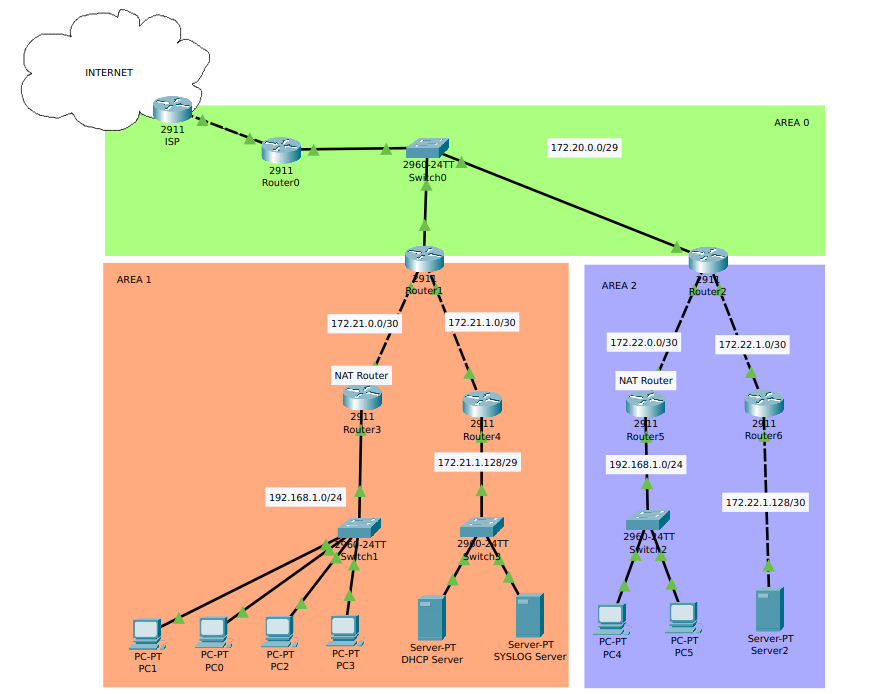 INTERNET
2911
ISP
AREA 0
172.20.0.0/29
2911
Router0
2960-24TT
Switch0
2911
Router1
2911
Router2
AREA 1
AREA 2
172.21.0.0/30
172.21.1.0/30
172.22.0.0/30
172.22.1.0/30
NAT Router
NAT Router
2911
Router3
2911
Router4
2911
Router5
2911
Router6
172.21.1.128/29
192.168.1.0/24
192.168.1.0/24
172.22.1.128/30
2960-24TT
Switch1
2960-24TT
Switch3
2960-24TT
Switch2
PC-PT
PC1
PC-PT
PC0
PC-PT
PC2
PC-PT
PC3
Server-PT
DHCP Server
Server-PT
SYSLOG Server
PC-PT
PC4
PC-PT
PC5
Server-PT
Server2